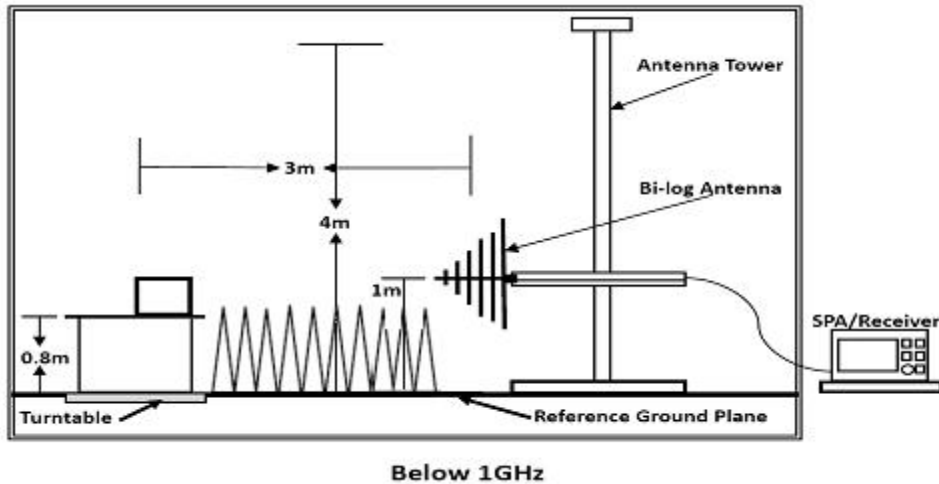 Antenna Tower
3m
Bi-log Antenna
4m
1m
SPA/Receiver
0.8m
Turntable
Reference Ground Plane
Below 1GHz